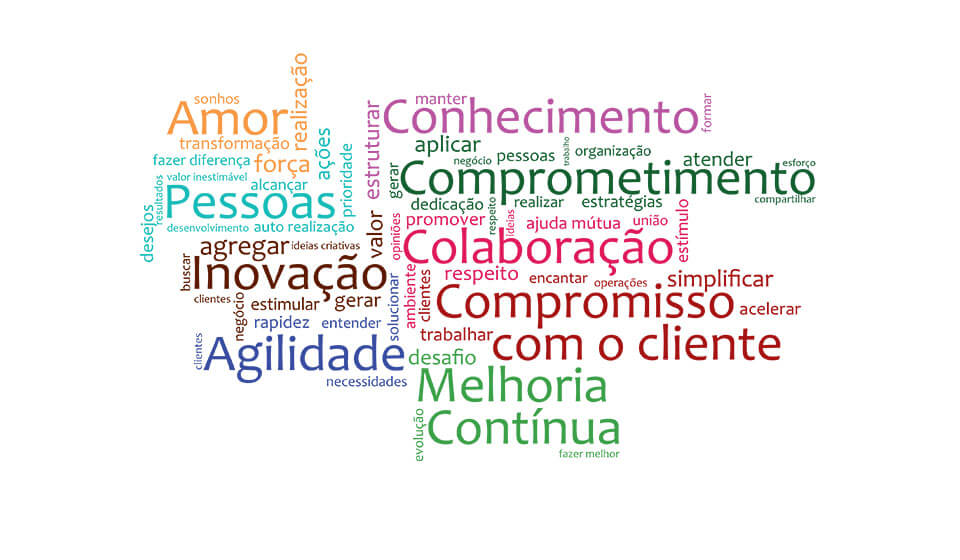 sonhos
Amor
realização
transformação
fazer diferença
força
ações
valor inestimável
alcançar
prioridade
resultados
Pessoas
desejos
desenvolvimento
auto realização
manter
Conhecimento
formar
estruturar
aplicar
gerar
negócio
pessoas
trabalho
organização
atender
esforço
Comprometimento
compartilhar
dedicação
respeito
realizar
estratégias
promover
ideias
ajuda mútua
união
estímulo
opiniões
Colaboração
valor
agregar
ideias criativas
buscar
Inovação
clientes
negócio
estimular
gerar
solucionar
ambiente
clientes
respeito
encantar
operações
simplificar
Compromisso
acelerar
trabalhar
com o cliente
rapidez
entender
clientes
Agilidade
necessidades
desafio
Melhoria
evolução
Contínua
fazer melhor